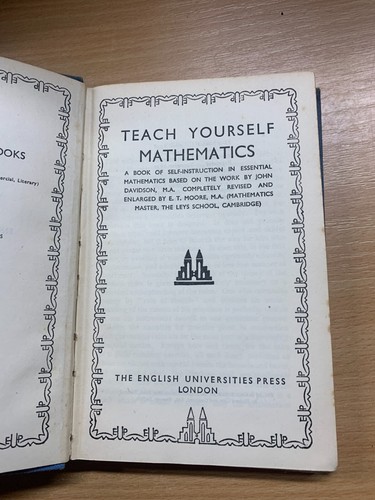 OOKS
ercial, Literary)
TEACH YOURSELF
MATHEMATICS
A BOOK OF SELF-INSTRUCTION IN ESSENTIAL
MATHEMATICS BASED ON THE WORK BY JOHN
DAVIDSON, M.A. COMPLETELY REVISED AND
ENLARGED BY E. T. MOORE, M.A. (MATHEMATICS
MASTER, THE LEYS SCHOOL, CAMBRIDGE)
THE ENGLISH UNIVERSITIES PRESS
LONDON